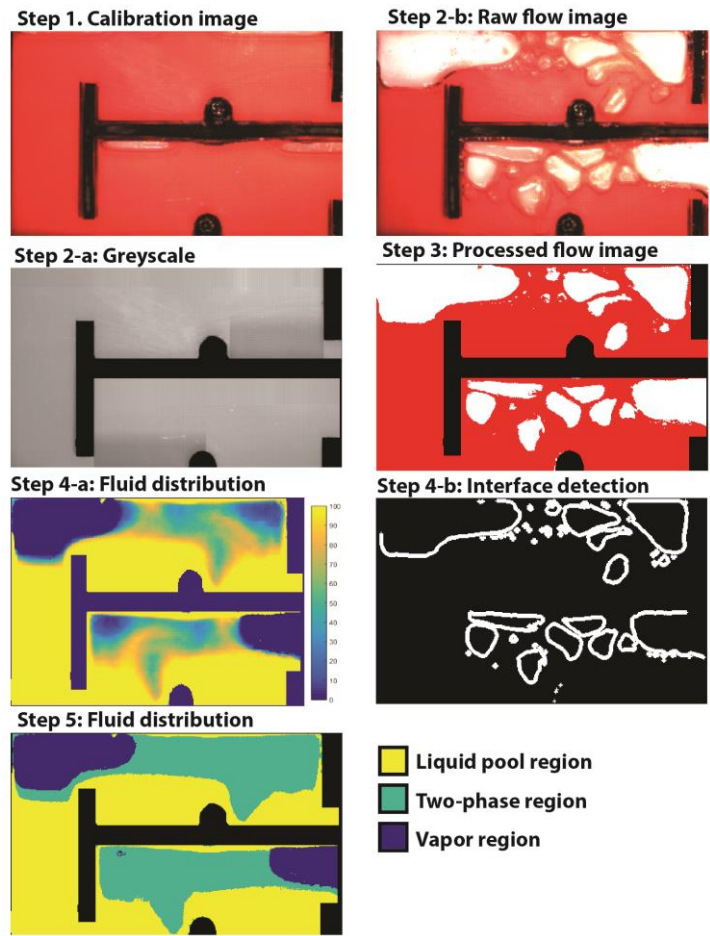 Step 1. Calibration image
Step 2-b: Raw flow image
Step 2-a: Greyscale
Step 3: Processed flow image
Step 4-a: Fluid distribution
100
90
80
70
60
50
40
30
20
10
0
Step 4-b: Interface detection
Step 5: Fluid distribution
Liquid pool region
Two-phase region
Vapor region